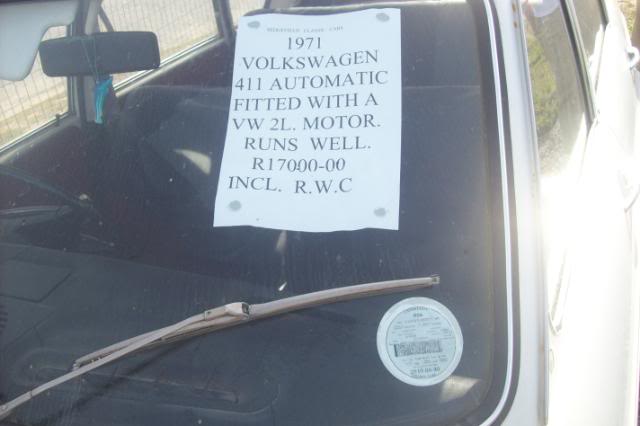 1971
VOLKSWAGEN
411 AUTOMATIC
FITTED WITH A
VW 2L. MOTOR.
RUNS WELL.
R17000-00
INCL. R.W.C